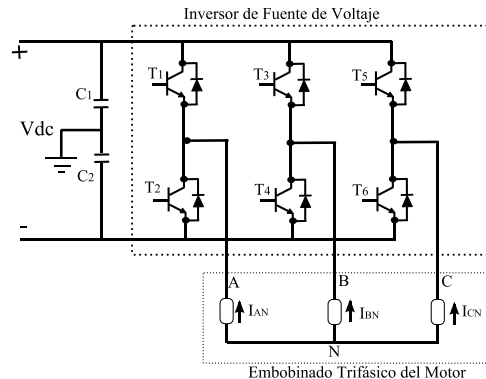 Inversor de Fuente de Voltaje
+
C1
T1
T3
T5
Vdc
C2
T2
T4
T6
-
A
B
C
IAN
IBN
ICN
N
Embobinado Trifásico del Motor